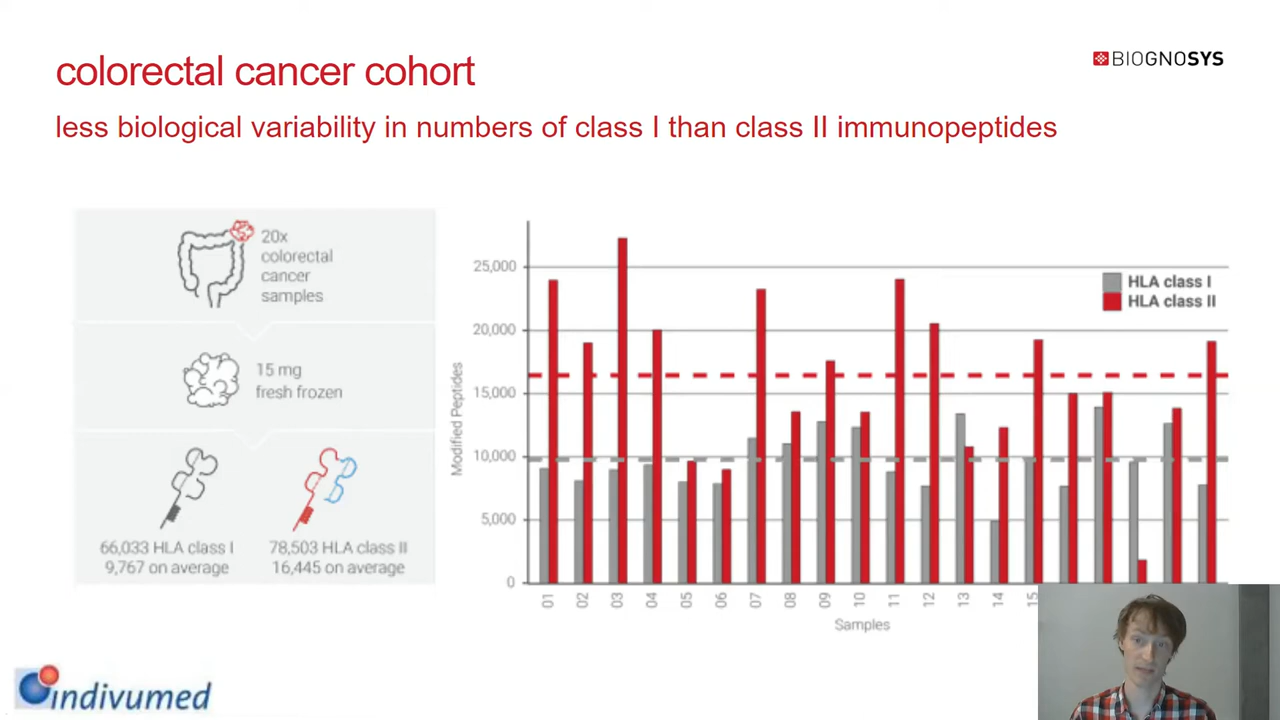 colorectal cancer cohort
BIOGNOSYS
less biological variability in numbers of class I than class II immunopeptides
20x
colorectal
cancer
samples
15 mg
fresh frozen
66,033 HLA class I
9,767 on average
78,503 HLA class II
16,445 on average
Modified Peptides
25,000
20,000
15,000
10,000
5,000
0
HLA class I
HLA class II
01
02
03
04
05
06
07
08
09
10
11
12
13
14
15
Samples
indivumed